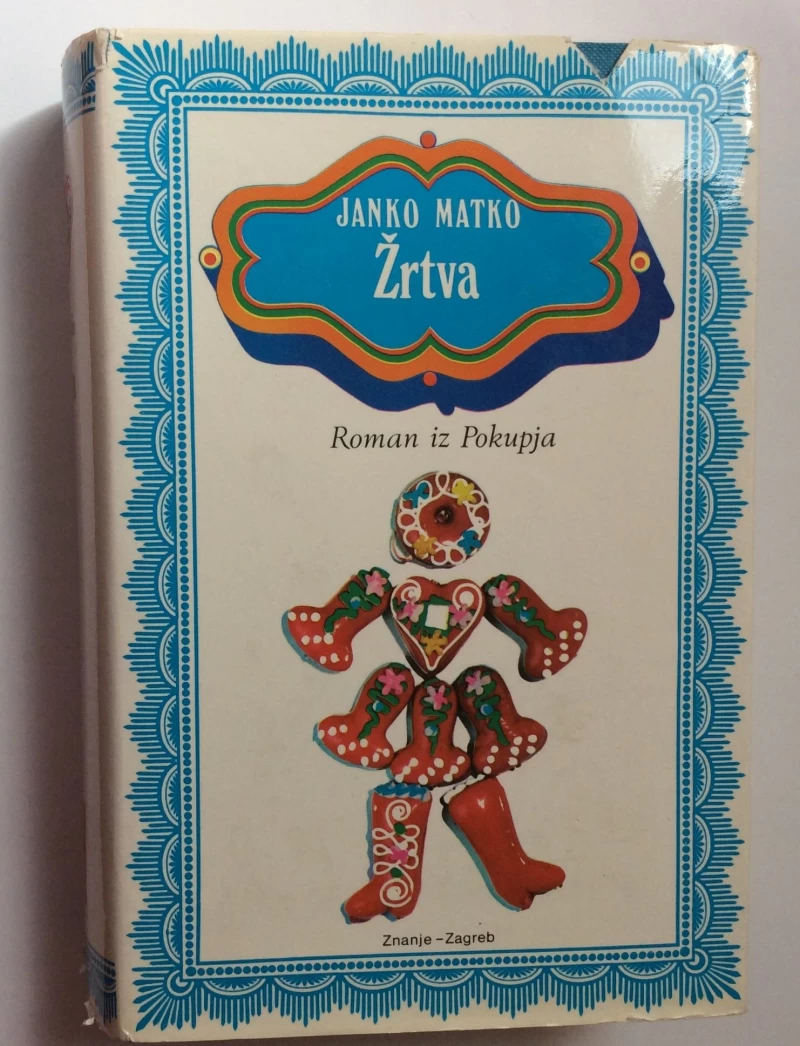 JANKO MATKO
Žrtva
Roman iz Pokupja
Znanje – Zagreb